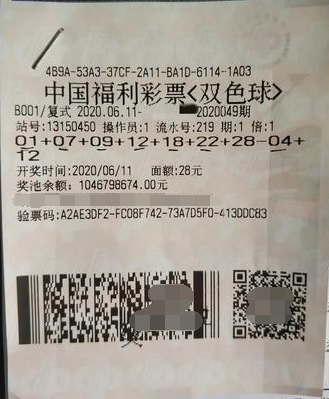 4B9A-53A3-37CF-2A11-BA1D-6114-1A03
中国福利彩票<双色球>
B001/复式 2020.06.11- 2020049期
站号:13150450 操作员:1 流水号:219 期:1 倍:1
01+07+09+12+18+22+28-04+
12
开奖时间:2020/06/11 面额:28元
奖池余额: 1046798674.00元
验票码:A2AE3DF2-FC08F742-73A7D5F0-413DDC83